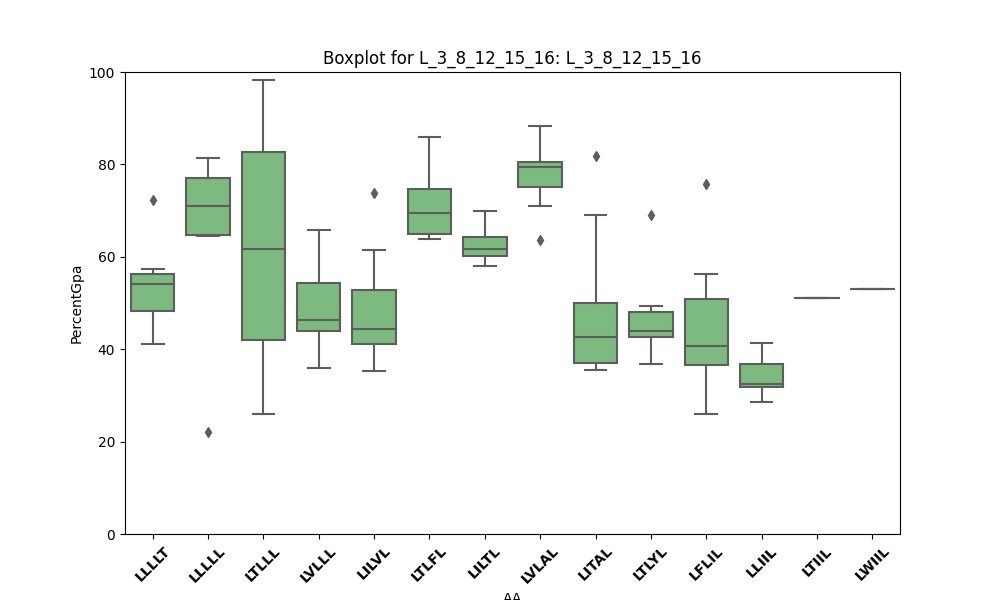 Boxplot for L_3_8_12_15_16: L_3_8_12_15_16
100
80
60
40
20
0
PercentGpa
LLLLT
LLLLL
LTLLL
LVLLL
LILVL
LTLFL
LILTL
LVLAL
LITAL
LTLYL
LFLIL
LLIIL
LTIIL
LWIIL
AA